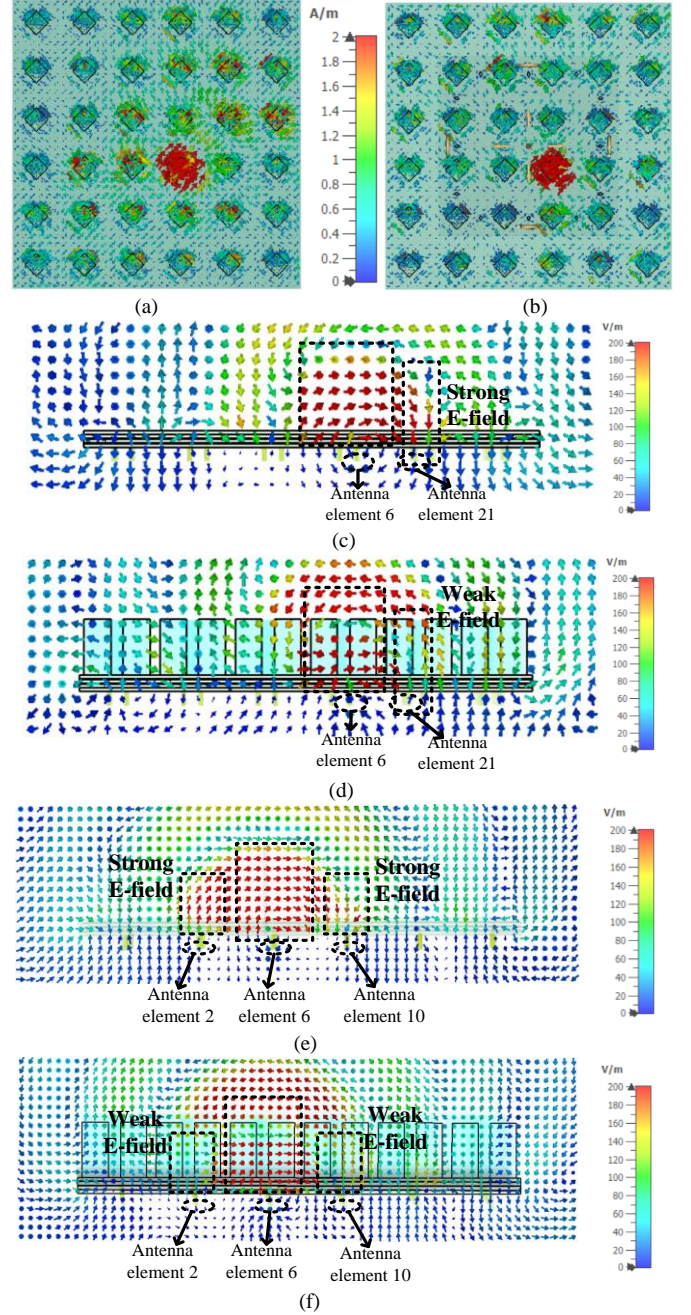 A/m
2
1.8
1.6
1.4
1.2
1
0.8
0.6
0.4
0.2
0
(a)
(b)
V/m
200
180
160
140
120
100
80
60
40
20
0
Strong
E-field
Antenna
element 6
Antenna
element 21
(c)
V/m
200
180
160
140
120
100
80
60
40
20
0
Weak
E-field
Antenna
element 6
Antenna
element 21
(d)
V/m
200
180
160
140
120
100
80
60
40
20
0
Strong
E-field
Strong
E-field
Antenna
element 2
Antenna
element 6
Antenna
element 10
(e)
V/m
200
180
160
140
120
100
80
60
40
20
0
Weak
E-field
Weak
E-field
Antenna
element 2
Antenna
element 6
Antenna
element 10
(f)